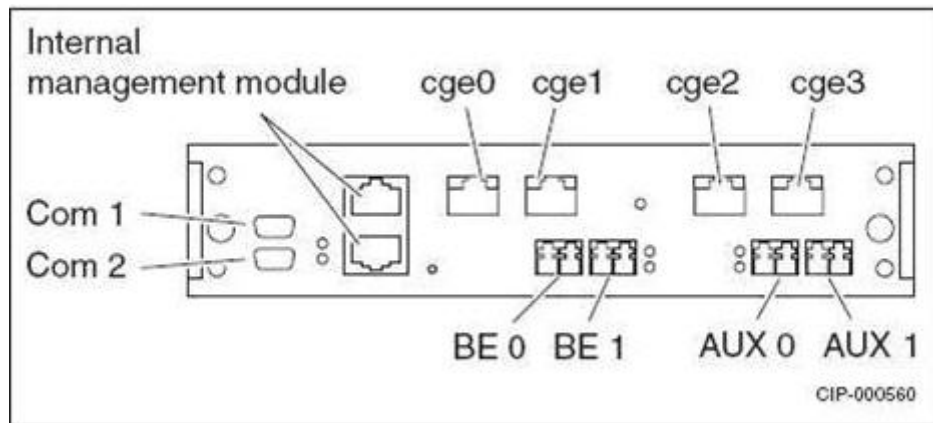 Internal
management module
cge0 cge1 cge2 cge3
Com 1
Com 2
BE 0 BE 1 AUX 0 AUX 1
CIP-000560